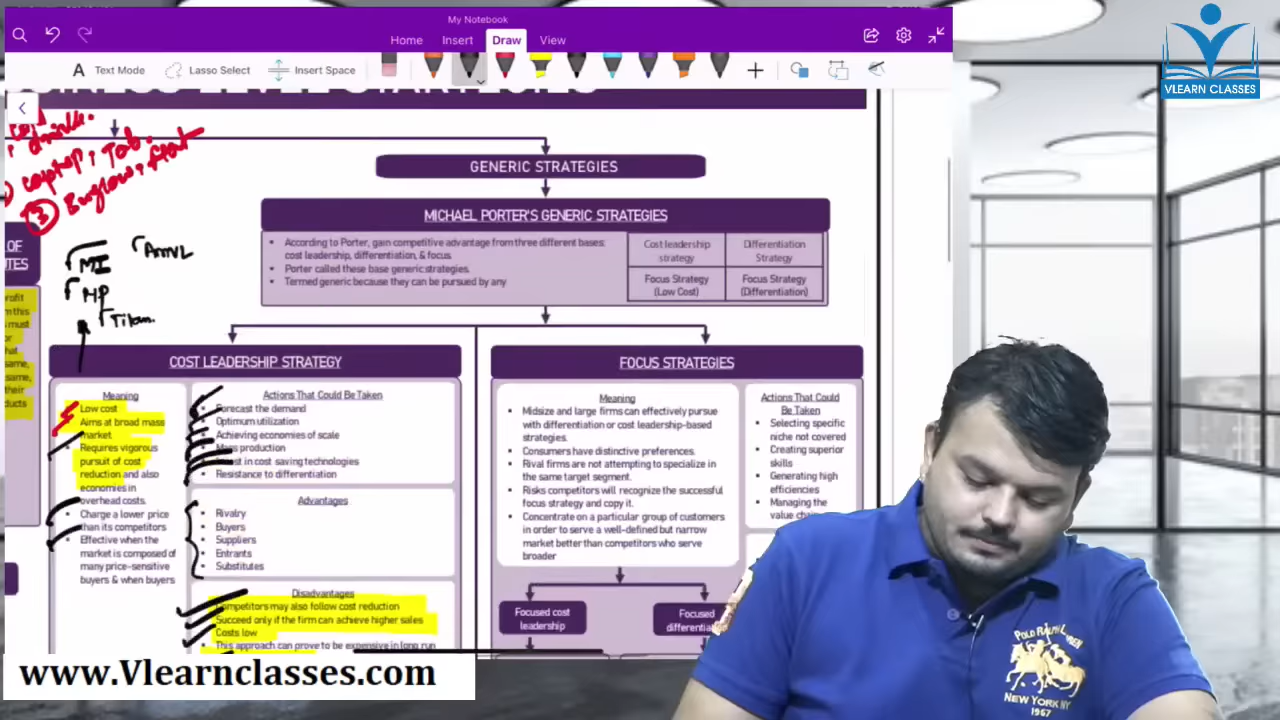 My Notebook
Home Insert Draw View
Text Mode Lasso Select Insert Space
VLEARN CLASSES
GENERIC STRATEGIES
MICHAEL PORTER'S GENERIC STRATEGIES
According to Porter, gain competitive advantage from three different bases:
cost leadership, differentiation, & focus.
Porter called these base generic strategies.
Termed generic because they can be pursued by any
Cost leadership
strategy
Differentiation
Strategy
Focus Strategy
(Low Cost)
Focus Strategy
(Differentiation)
Laptop, Tab.
③
MI
AMUL
HP
Titan.
OF
COST LEADERSHIP STRATEGY
Meaning
Low cost
Aims at broad mass
market
Requires vigorous
pursuit of cost
reduction and also
economies in
overhead costs.
Charge a lower price
than its competitors
Effective when the
market is composed of
many price-sensitive
buyers & when buyers
Actions That Could Be Taken
Forecast the demand
Optimum utilization
Achieving economies of scale
Mass production
in cost saving technologies
Resistance to differentiation
Advantages
Rivalry
Buyers
Suppliers
Entrants
Substitutes
Disadvantages
Competitors may also follow cost reduction
Succeed only if the firm can achieve higher sales
Costs low
This approach can prove to be expensive in long run
FOCUS STRATEGIES
Meaning
Midsize and large firms can effectively pursue
with differentiation or cost leadership-based
strategies.
Consumers have distinctive preferences.
Rival firms are not attempting to specialize in
the same target segment.
Risks competitors will recognize the successful
focus strategy and copy it.
Concentrate on a particular group of customers
in order to serve a well-defined but narrow
market better than competitors who serve
broader
Actions That Could
Be Taken
Selecting specific
niche not covered
Creating superior
skills
Generating high
efficiencies
Managing the
value
Focused cost
leadership
Focused
www.Vlearnclasses.com
POLO RALPH LAUREN
NEW YORK NY
1967